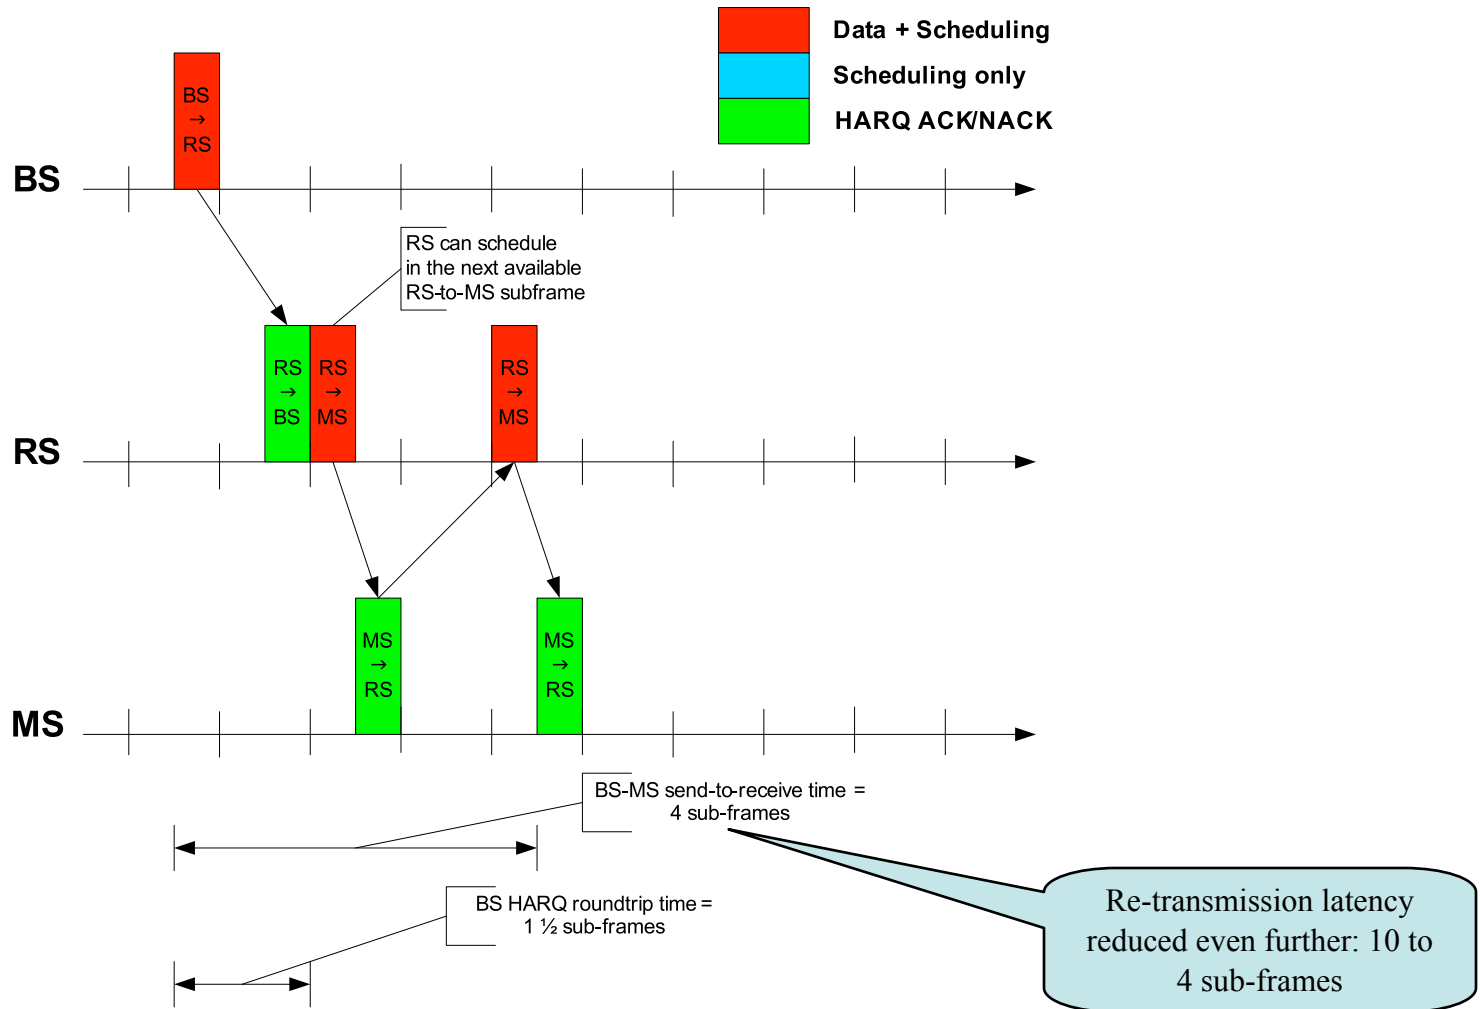 Data + Scheduling
Scheduling only
HARQ ACK/NACK
BS
→
RS
BS
RS can schedule
in the next available
RS-to-MS subframe
RS
→
BS
RS
→
MS
RS
→
MS
RS
MS
→
RS
MS
→
RS
MS
BS-MS send-to-receive time =
4 sub-frames
BS HARQ roundtrip time =
1 ½ sub-frames
Re-transmission latency
reduced even further: 10 to
4 sub-frames